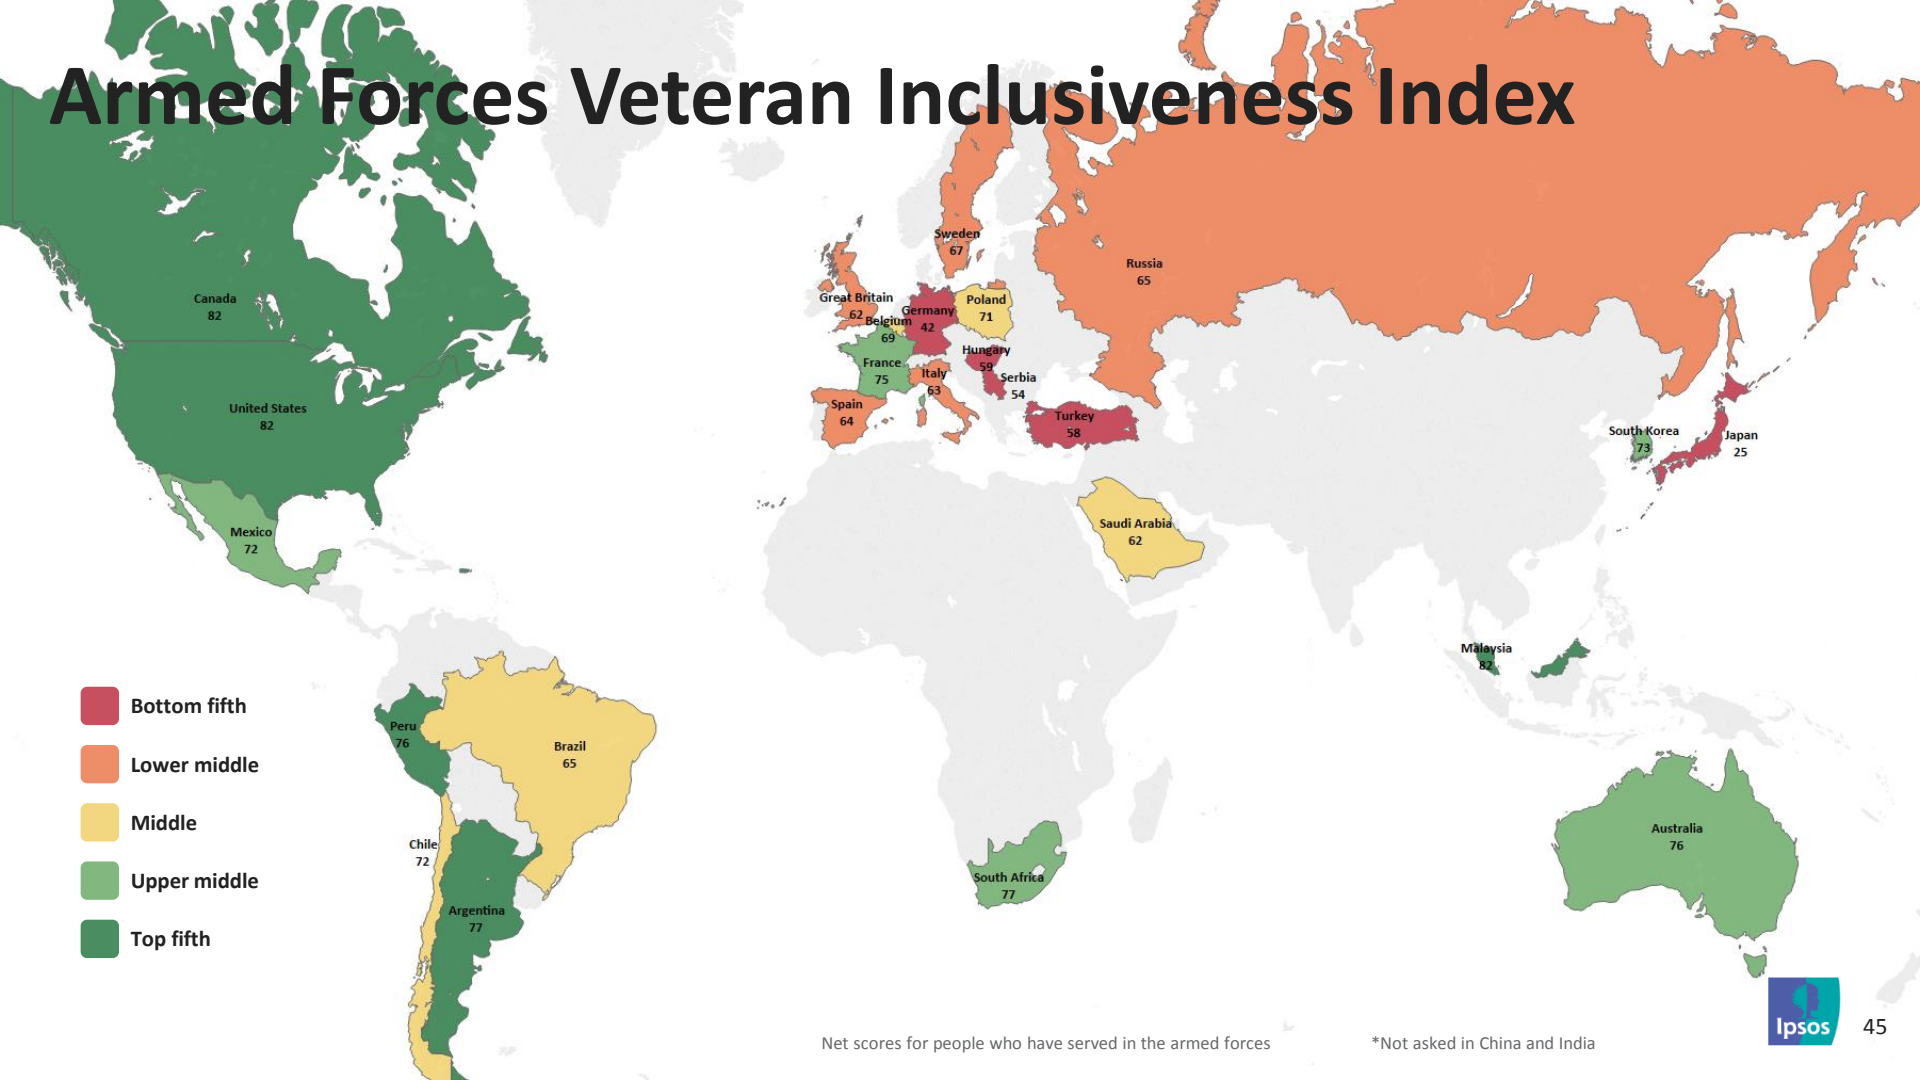 Armed Forces Veteran Inclusiveness Index
Canada
82
United States
82
Mexico
72
Peru
76
Brazil
65
Chile
72
Argentina
77
Sweden
67
Great Britain
62
Belgium
69
Germany
42
Poland
71
France
75
Hungary
59
Italy
63
Serbia
54
Spain
64
Turkey
58
Russia
65
Saudi Arabia
62
South Africa
77
South Korea
73
Japan
25
Malaysia
82
Australia
76
Bottom fifth
Lower middle
Middle
Upper middle
Top fifth
Net scores for people who have served in the armed forces
*Not asked in China and India
Ipsos
45